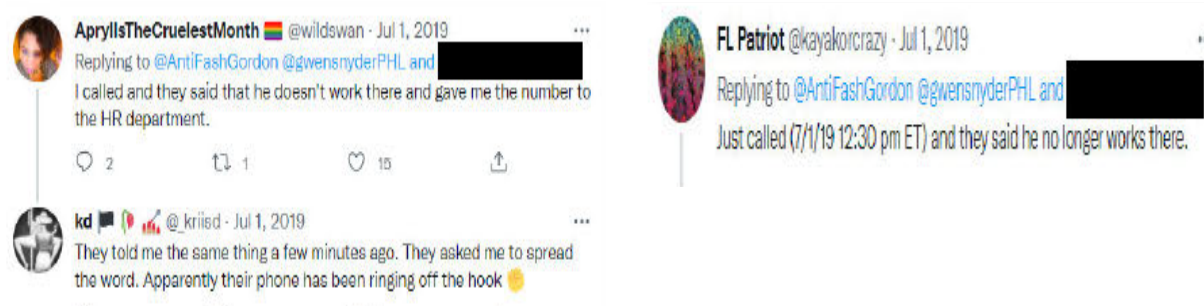 AprylIsTheCruelestMonth 🏳️‍🌈 @wildswan · Jul 1, 2019
Replying to @AntiFashGordon @gwensnyderPHL and
I called and they said that he doesn't work there and gave me the number to
the HR department.
2 1 15
kd 🏴 🥀 @_kriisd · Jul 1, 2019
They told me the same thing a few minutes ago. They asked me to spread
the word. Apparently their phone has been ringing off the hook ✊
FL Patriot @kayakorcrazy · Jul 1, 2019
Replying to @AntiFashGordon @gwensnyderPHL and
Just called (7/1/19 12:30 pm ET) and they said he no longer works there.